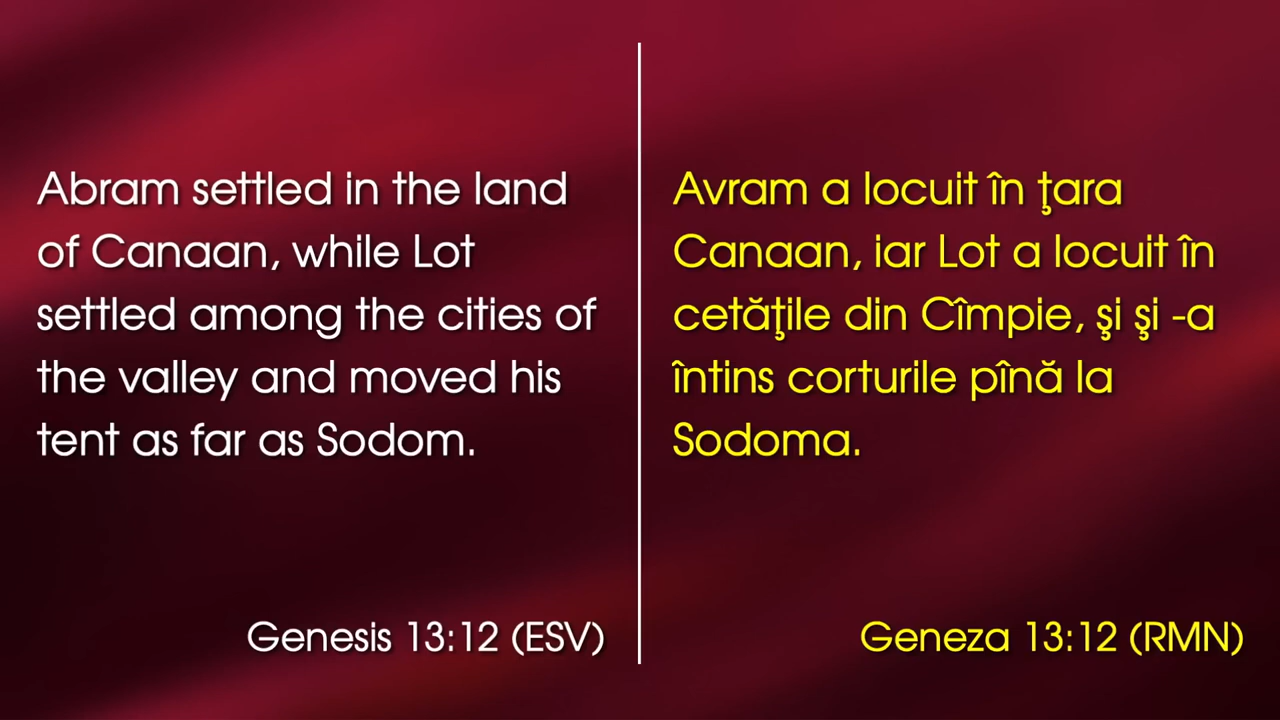 Abram settled in the land
of Canaan, while Lot
settled among the cities of
the valley and moved his
tent as far as Sodom.
Genesis 13:12 (ESV)
Avram a locuit în ţara
Canaan, iar Lot a locuit în
cetăţile din Cîmpie, şi şi -a
întins corturile pînă la
Sodoma.
Geneza 13:12 (RMN)